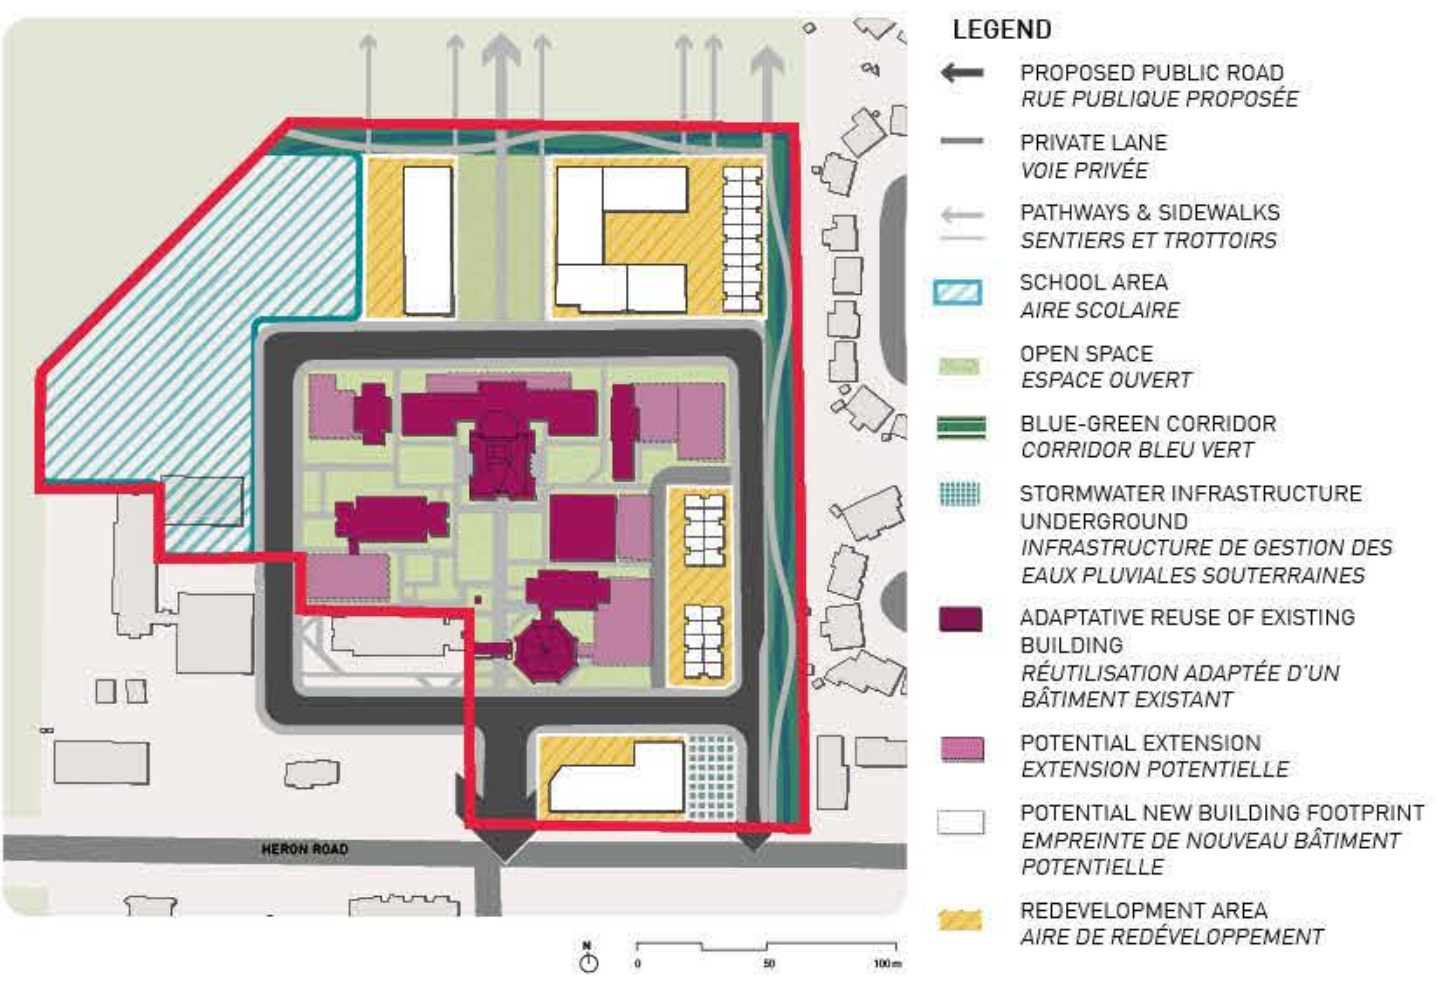 LEGEND
PROPOSED PUBLIC ROAD
RUE PUBLIQUE PROPOSÉE
PRIVATE LANE
VOIE PRIVÉE
PATHWAYS & SIDEWALKS
SENTIERS ET TROTTOIRS
SCHOOL AREA
AIRE SCOLAIRE
OPEN SPACE
ESPACE OUVERT
BLUE-GREEN CORRIDOR
CORRIDOR BLEU VERT
STORMWATER INFRASTRUCTURE
UNDERGROUND
INFRASTRUCTURE DE GESTION DES
EAUX PLUVIALES SOUTERRAINES
ADAPTATIVE REUSE OF EXISTING
BUILDING
RÉUTILISATION ADAPTÉE D'UN
BÂTIMENT EXISTANT
POTENTIAL EXTENSION
EXTENSION POTENTIELLE
POTENTIAL NEW BUILDING FOOTPRINT
EMPREINTE DE NOUVEAU BÂTIMENT
POTENTIELLE
REDEVELOPMENT AREA
AIRE DE REDÉVELOPPEMENT
HERON ROAD
N
0 50 100m